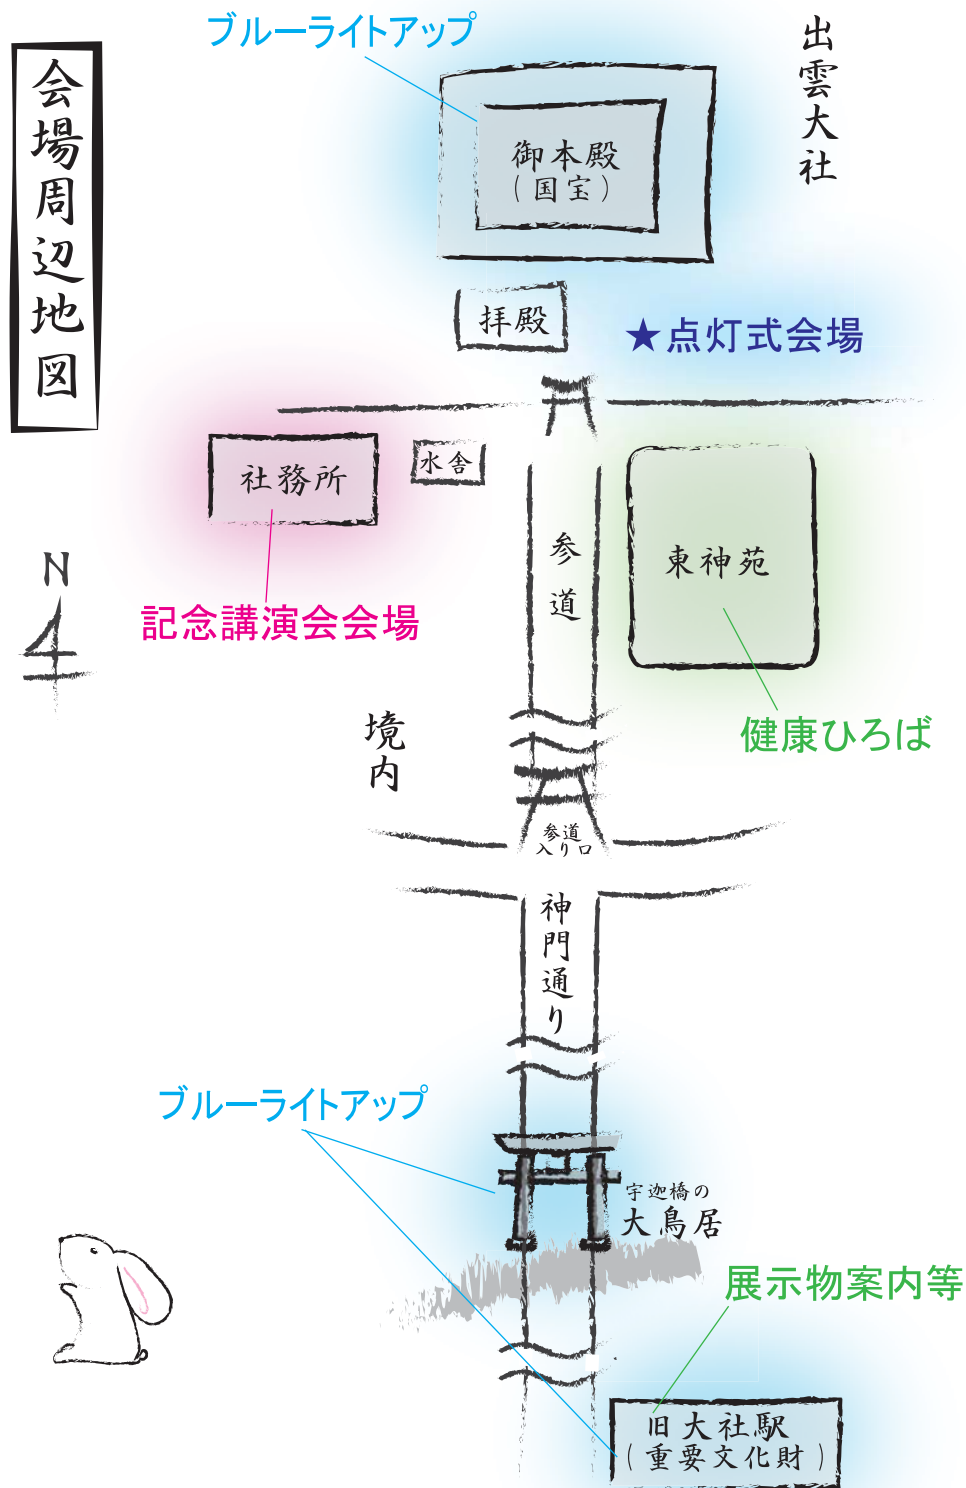 会場周辺地図
ブルーライトアップ
出雲大社
御本殿
(国宝)
拝殿
★点灯式会場
社務所
水舎
参道
東神苑
N
記念講演会会場
境内
健康ひろば
参道
入り口
神門通り
ブルーライトアップ
宇迦橋の
大鳥居
展示物案内等
旧大社駅
(重要文化財)